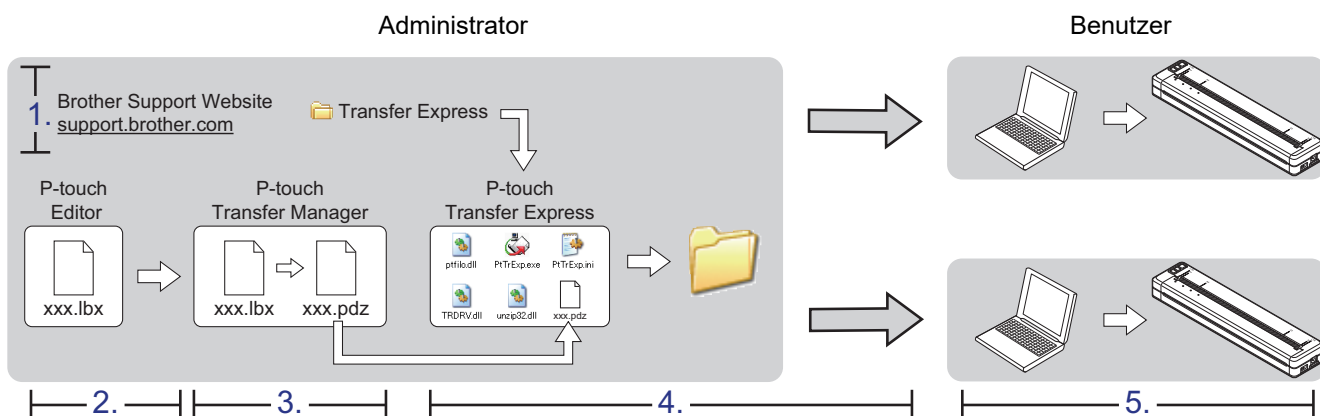 Administrator
Benutzer
1.
Brother Support Website
support.brother.com
Transfer Express
P-touch
Editor
xxx.lbx
P-touch
Transfer Manager
xxx.lbx
xxx.pdz
P-touch
Transfer Express
ptfilo.dll
PtTrExp.exe
PtTrExp.ini
TRDRV.dll
unzip32.dll
xxx.pdz
2.
3.
4.
5.